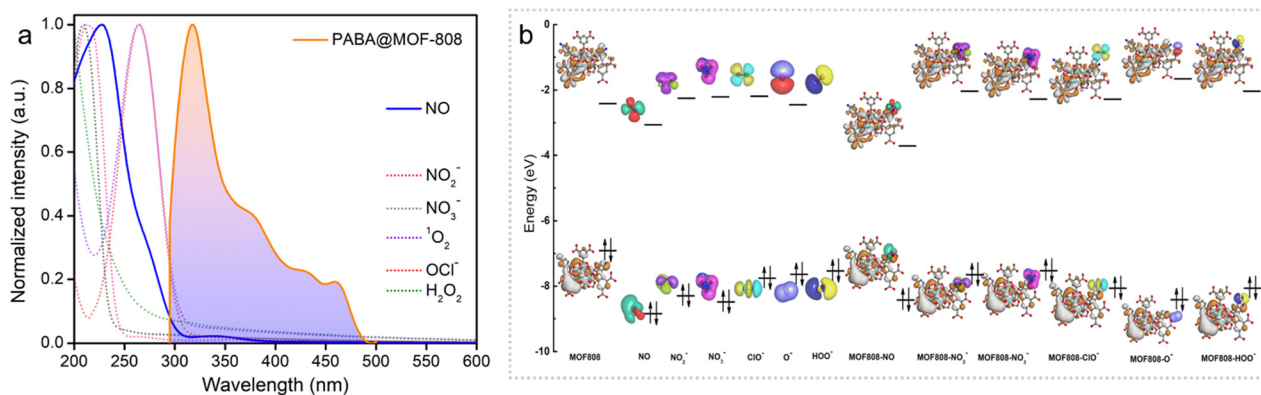 a
Normalized intensity (a.u.)
1.0
0.8
0.6
0.4
0.2
0.0
200 250 300 350 400 450 500 550 600
Wavelength (nm)
PABA@MOF-808
NO
NO₂⁻
NO₃⁻
¹O₂
OCl⁻
H₂O₂
b
Energy (eV)
0
-2
-4
-6
-8
-10
MOF808 NO NO₂⁻ NO₃⁻ ClO⁻ O⁻ HOO⁻ MOF808-NO MOF808-NO₂⁻ MOF808-NO₃⁻ MOF808-ClO⁻ MOF808-O⁻ MOF808-HOO⁻